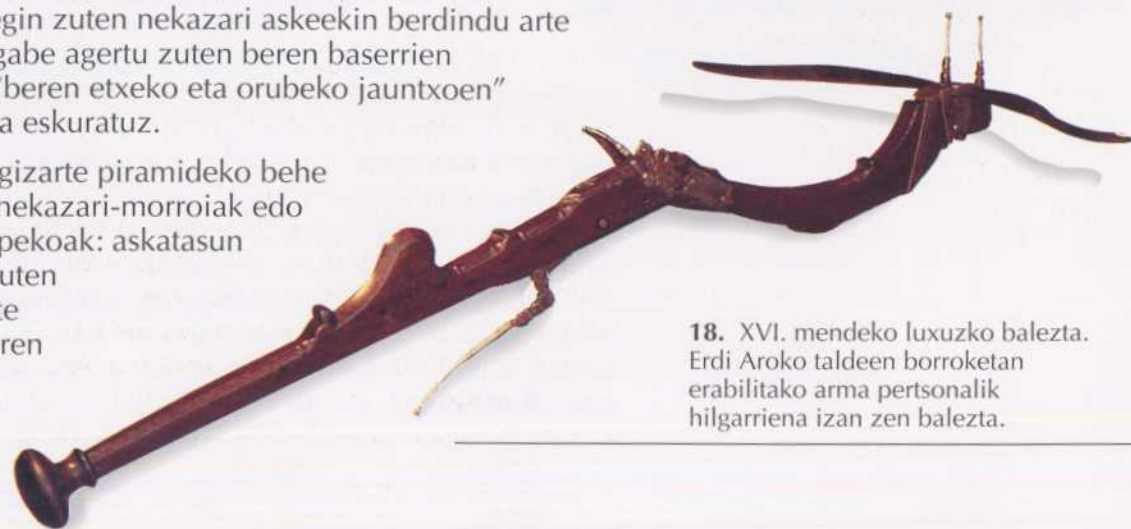 egin zuten nekazari askeekin berdindu arte
gabe agertu zuten beren baserrien
"beren etxeko eta orubeko jauntxoen"
a eskuratuz.
gizarte piramideko behe
nekazari-morroiak edo
pekoak: askatasun
uten
te
ren
18. XVI. mendeko luxuzko balezta.
Erdi Aroko taldeen borroketan
erabilitako arma pertsonalik
hilgarriena izan zen balezta.